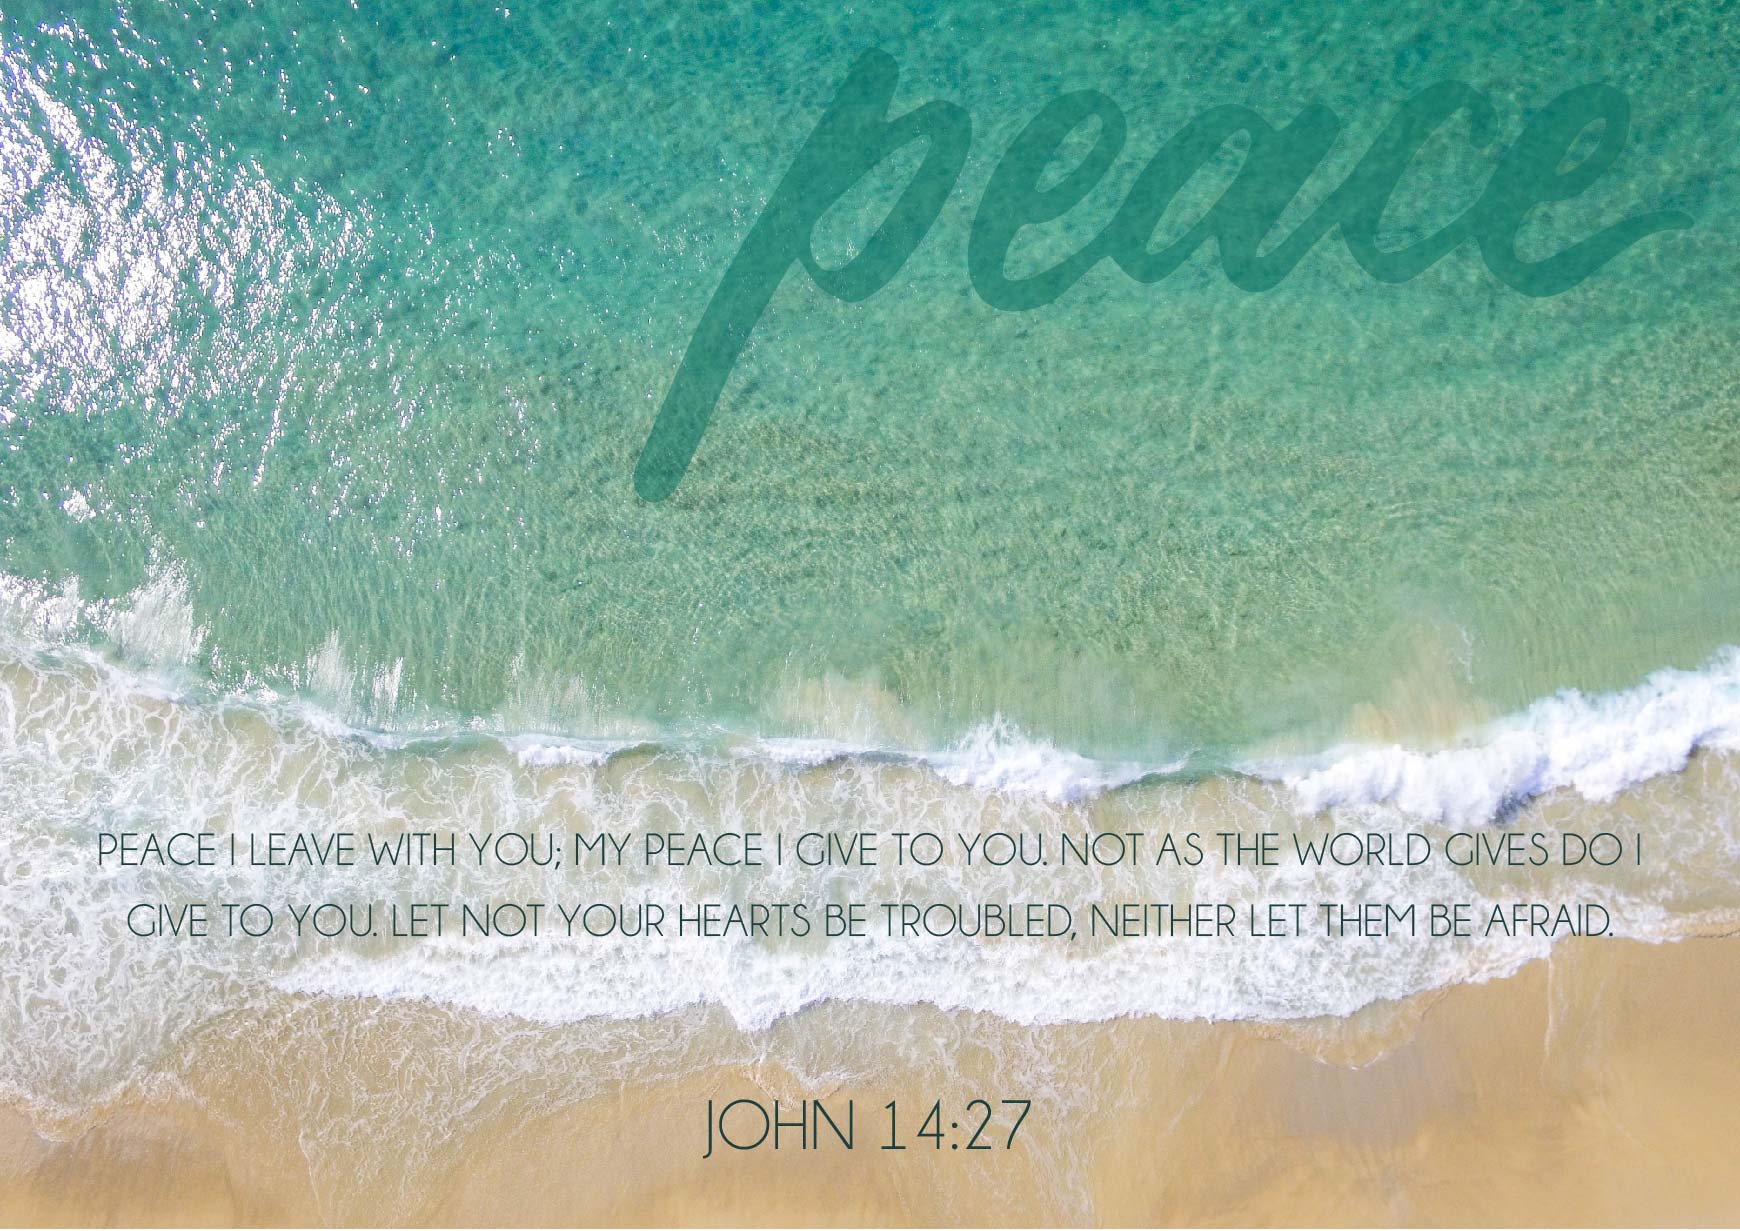 peace
PEACE I LEAVE WITH YOU; MY PEACE I GIVE TO YOU. NOT AS THE WORLD GIVES DO I
GIVE TO YOU. LET NOT YOUR HEARTS BE TROUBLED, NEITHER LET THEM BE AFRAID.
JOHN 14:27